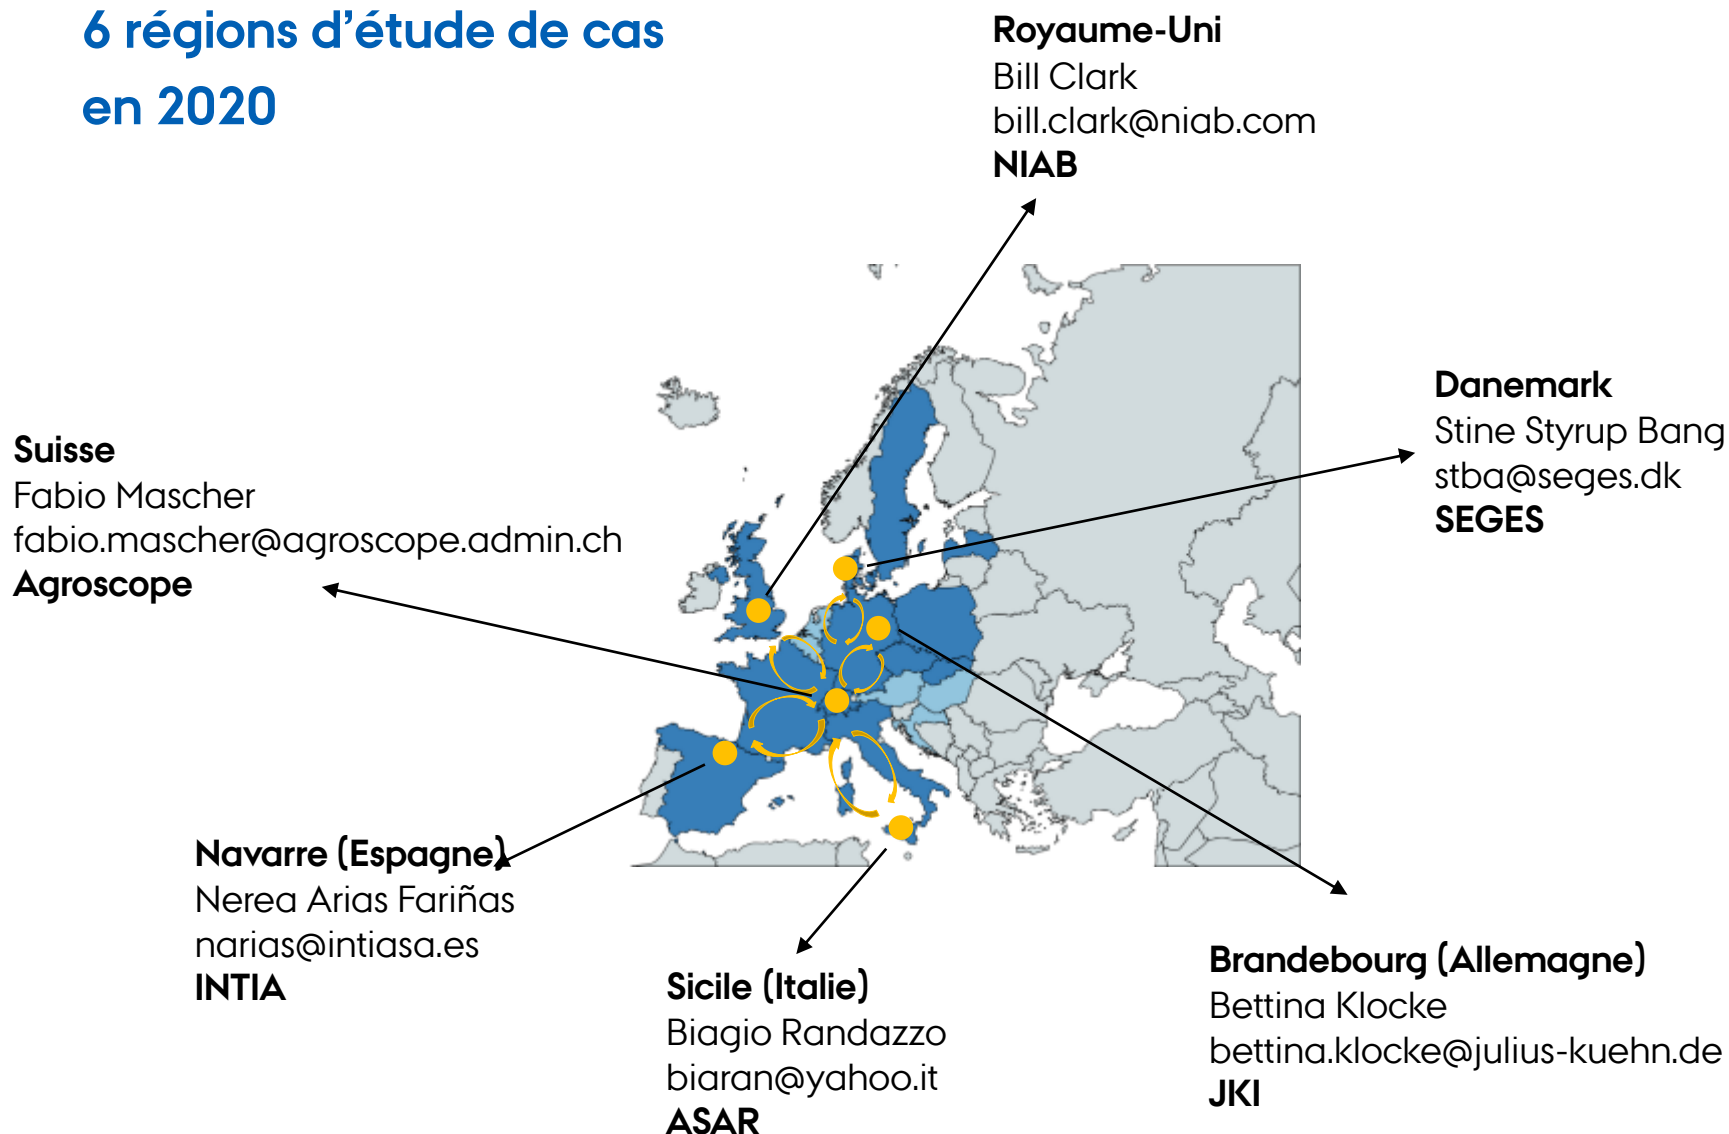 6 régions d’étude de cas
en 2020
Royaume-Uni
Bill Clark
bill.clark@niab.com
NIAB
Danemark
Stine Styrup Bang
stba@seges.dk
SEGES
Suisse
Fabio Mascher
fabio.mascher@agroscope.admin.ch
Agroscope
Navarre (Espagne)
Nerea Arias Fariñas
narias@intiasa.es
INTIA
Sicile (Italie)
Biagio Randazzo
biaran@yahoo.it
ASAR
Brandebourg (Allemagne)
Bettina Klocke
bettina.klocke@julius-kuehn.de
JKI